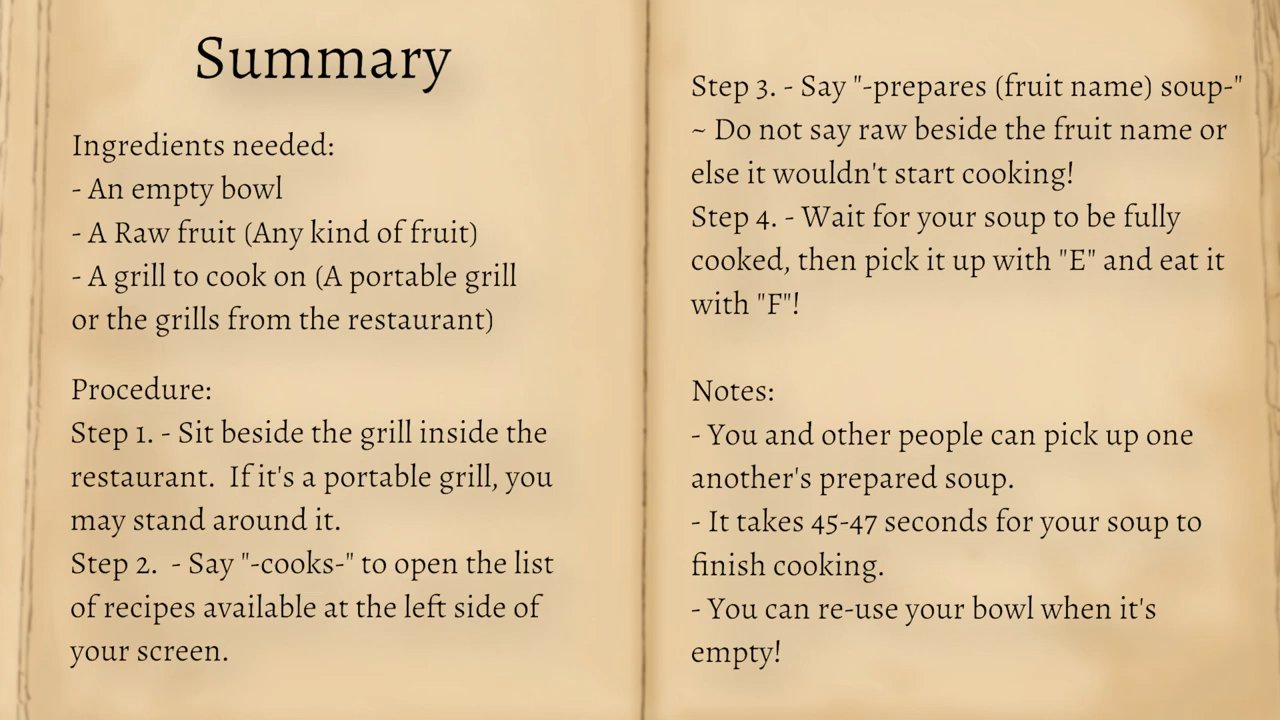 Summary
Ingredients needed:
- An empty bowl
- A Raw fruit (Any kind of fruit)
- A grill to cook on (A portable grill
or the grills from the restaurant)
Procedure:
Step 1. - Sit beside the grill inside the
restaurant.  If it's a portable grill, you
may stand around it.
Step 2.  - Say "-cooks-" to open the list
of recipes available at the left side of
your screen.
Step 3. - Say "-prepares (fruit name) soup-"
~ Do not say raw beside the fruit name or
else it wouldn't start cooking!
Step 4. - Wait for your soup to be fully
cooked, then pick it up with "E" and eat it
with "F"!
Notes:
- You and other people can pick up one
another's prepared soup.
- It takes 45-47 seconds for your soup to
finish cooking.
- You can re-use your bowl when it's
empty!